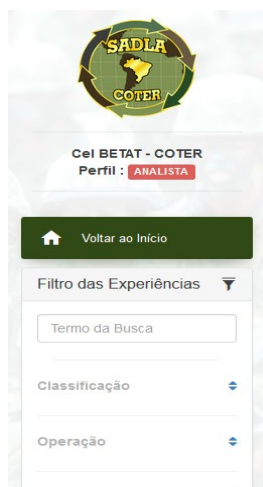 SADLA
COTER
Cel BETAT - COTER
Perfil : ANALISTA
Voltar ao Início
Filtro das Experiências
Termo da Busca
Classificação
Operação